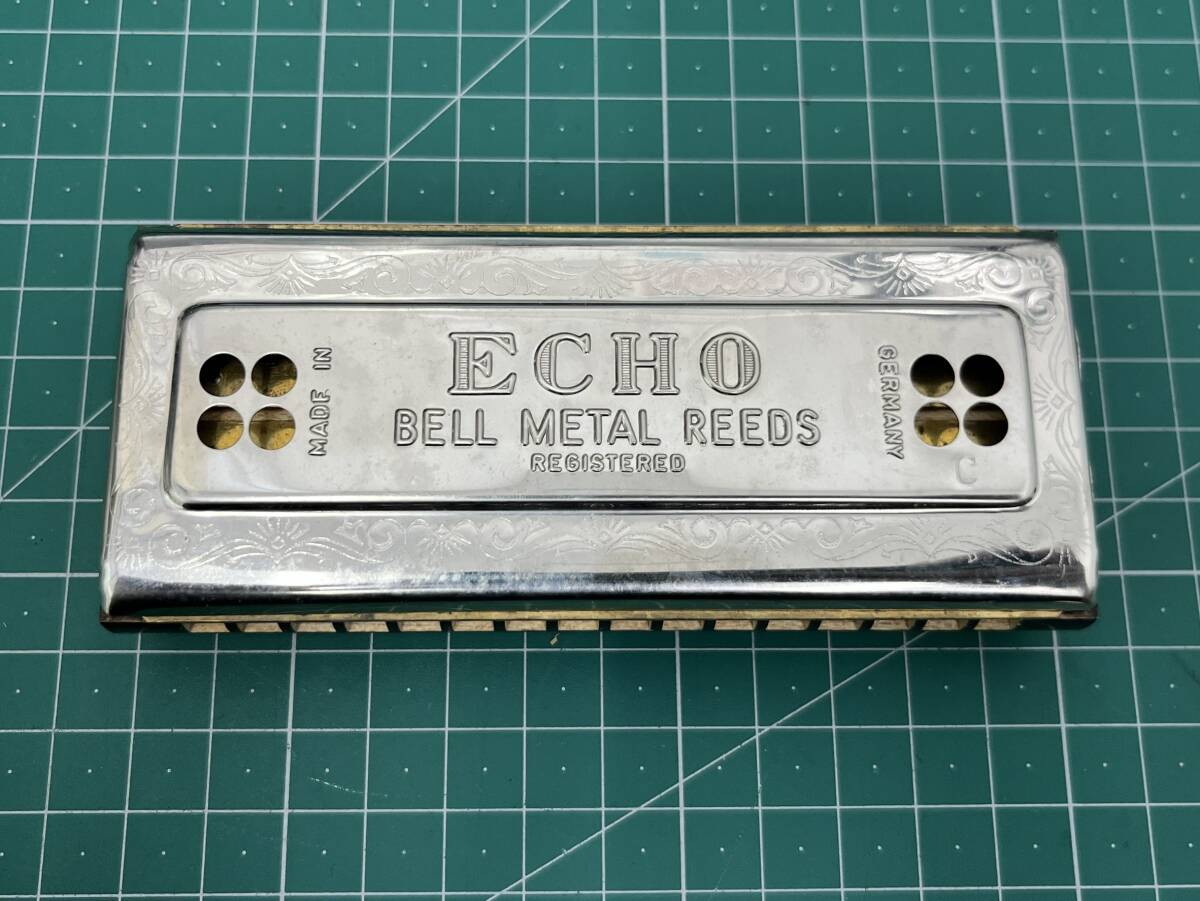 ECHO
BELL METAL REEDS
REGISTERED
MADE IN
GERMANY
C